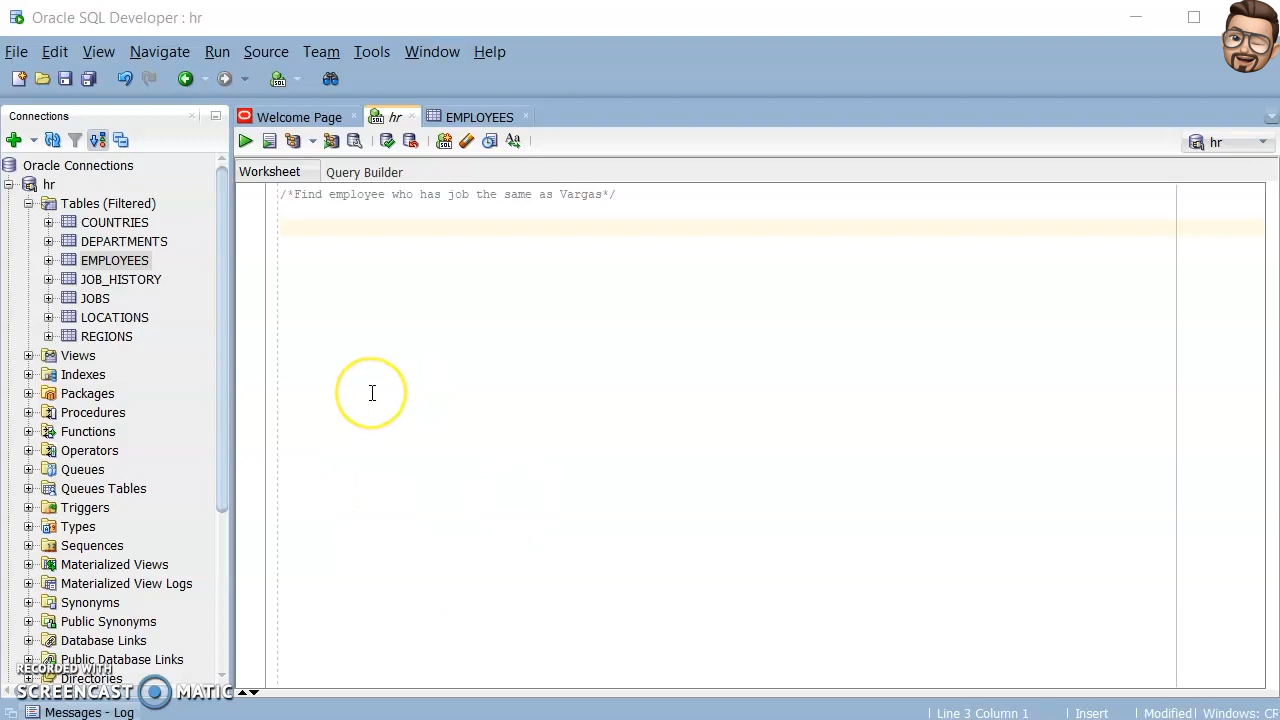 Oracle SQL Developer : hr
File Edit View Navigate Run Source Team Tools Window Help
Connections
Welcome Page hr EMPLOYEES
hr
Worksheet Query Builder
/*Find employee who has job the same as Vargas*/
Oracle Connections
hr
Tables (Filtered)
COUNTRIES
DEPARTMENTS
EMPLOYEES
JOB_HISTORY
JOBS
LOCATIONS
REGIONS
Views
Indexes
Packages
Procedures
Functions
Operators
Queues
Queues Tables
Triggers
Types
Sequences
Materialized Views
Materialized View Logs
Synonyms
Public Synonyms
Database Links
Public Database Links
Directories
RECORDED WITH
SCREENCAST MATIC
Messages - Log
Line 3 Column 1 Insert Modified Windows: CR